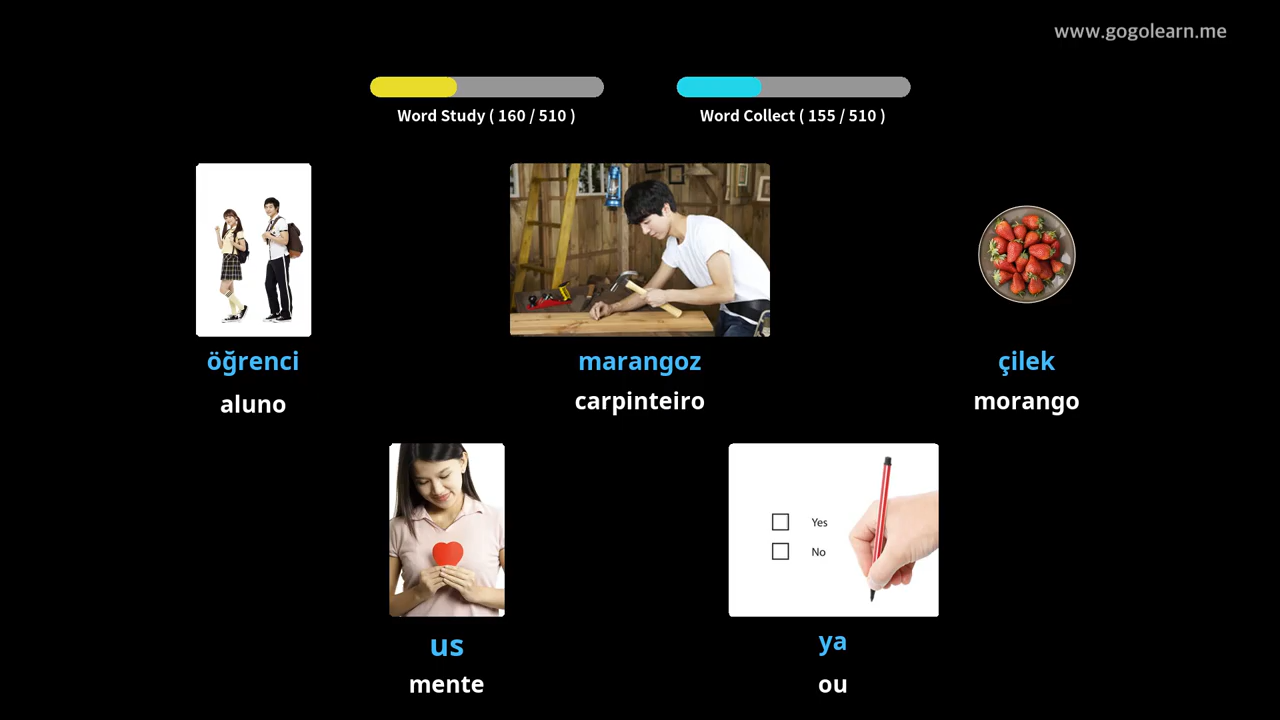 www.gogolearn.me
Word Study ( 160 / 510 )
Word Collect ( 155 / 510 )
öğrenci
aluno
marangoz
carpinteiro
çilek
morango
Yes
No
us
mente
ya
ou